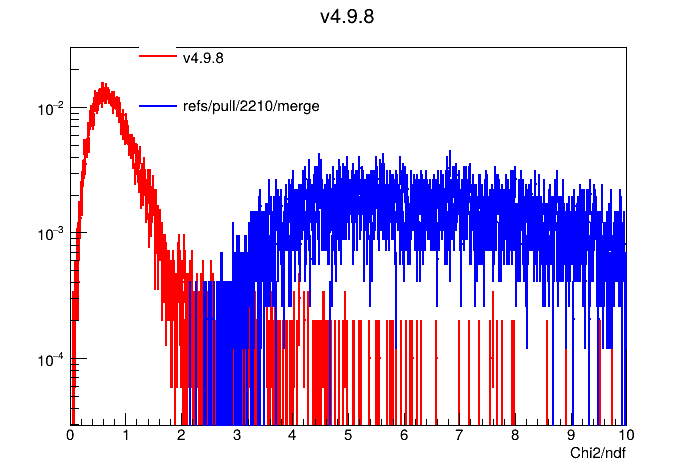 v4.9.8
v4.9.8
refs/pull/2210/merge
10⁻²
10⁻³
10⁻⁴
0 1 2 3 4 5 6 7 8 9 10
Chi2/ndf